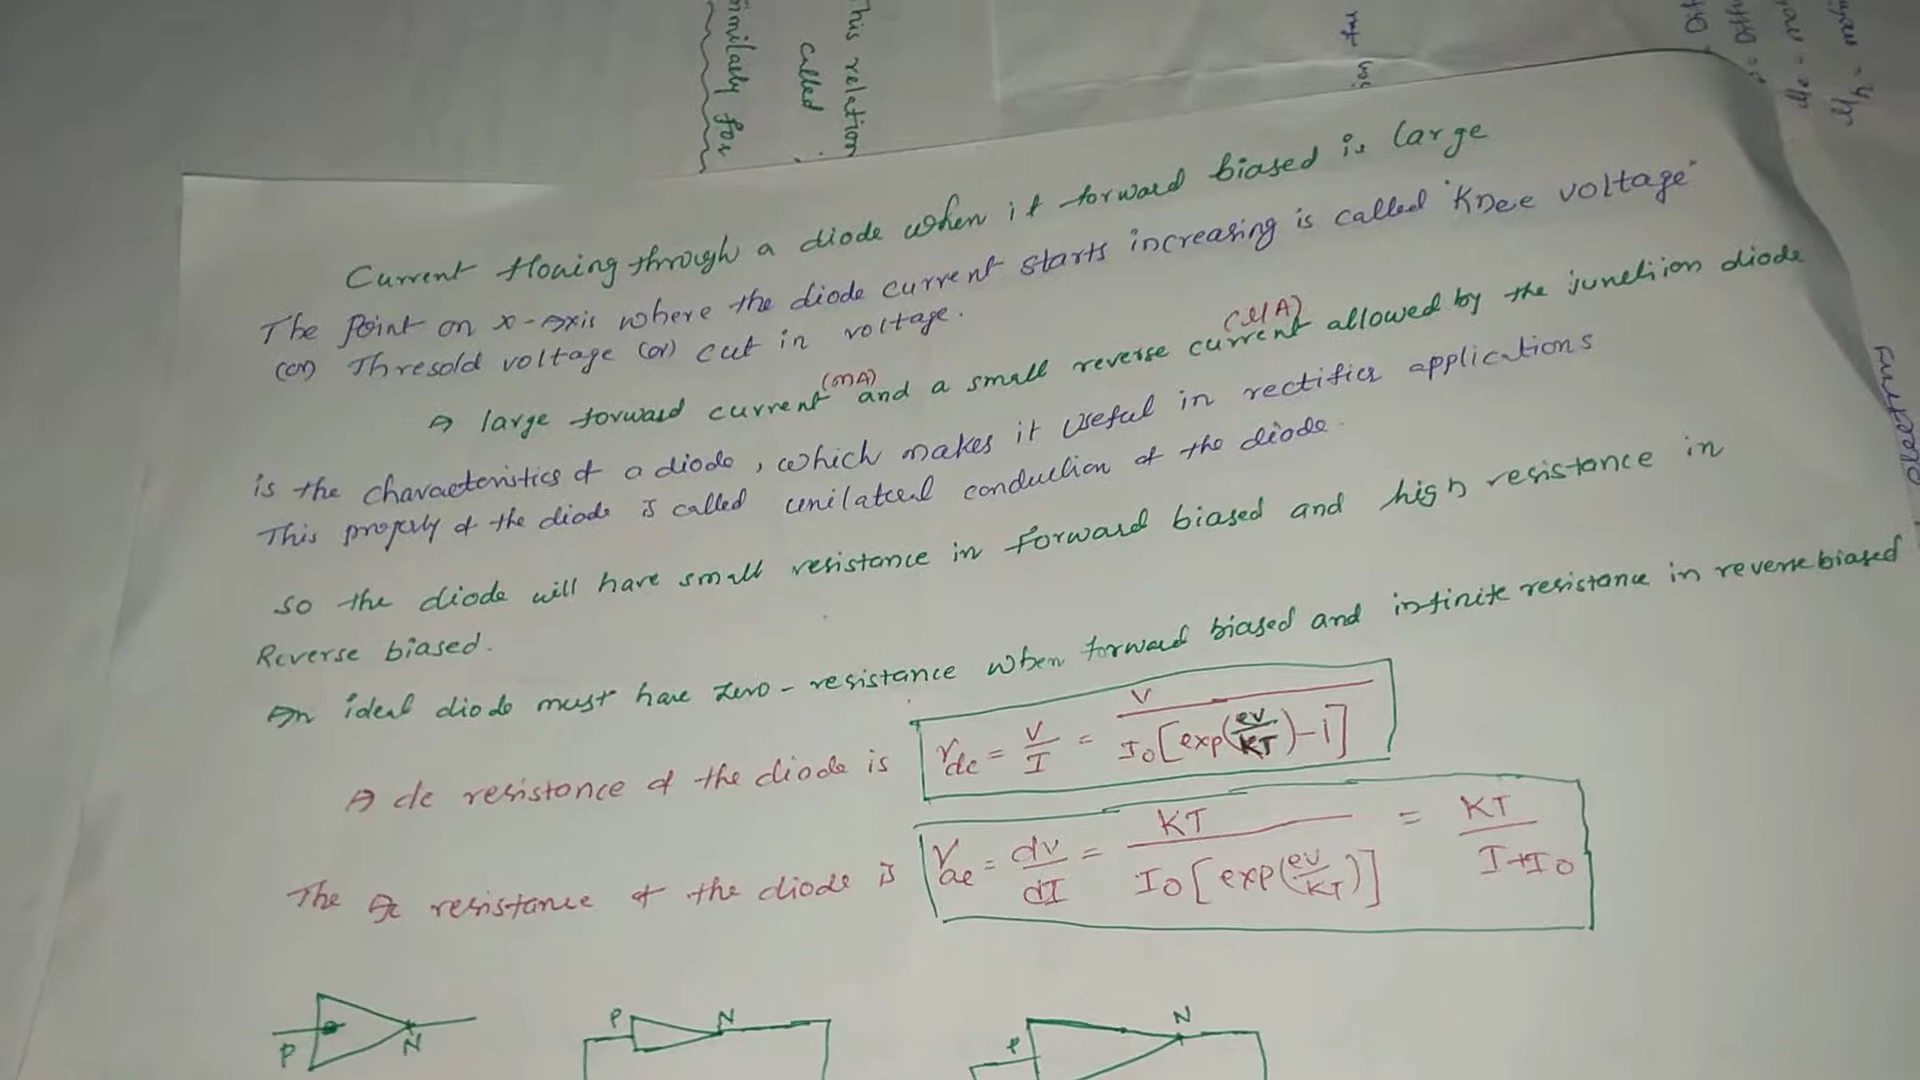 This relation
called
similarly for
Current flowing through a diode when it forward biased is large
The point on x-axis where the diode current starts increasing is called "Knee voltage"
(or) Thresold voltage (or) cut in voltage.
A large forward current (mA) and a small reverse current (μA) allowed by the junction diode
is the characteristics of a diode, which makes it useful in rectifier applications
This property of the diode is called unilateral conduction of the diode.
so the diode will have small resistance in forward biased and high resistance in
Reverse biased.
An ideal diode must have zero-resistance when forward biased and infinite resistance in reverse biased
A dc resistance of the diode is r_dc = V/I = V/I₀[exp(eV/KT)-1]
The Ac resistance of the diode is r_ac = dV/dI = KT/I₀[exp(eV/KT)] = KT/I+I₀
P N
P N
P N